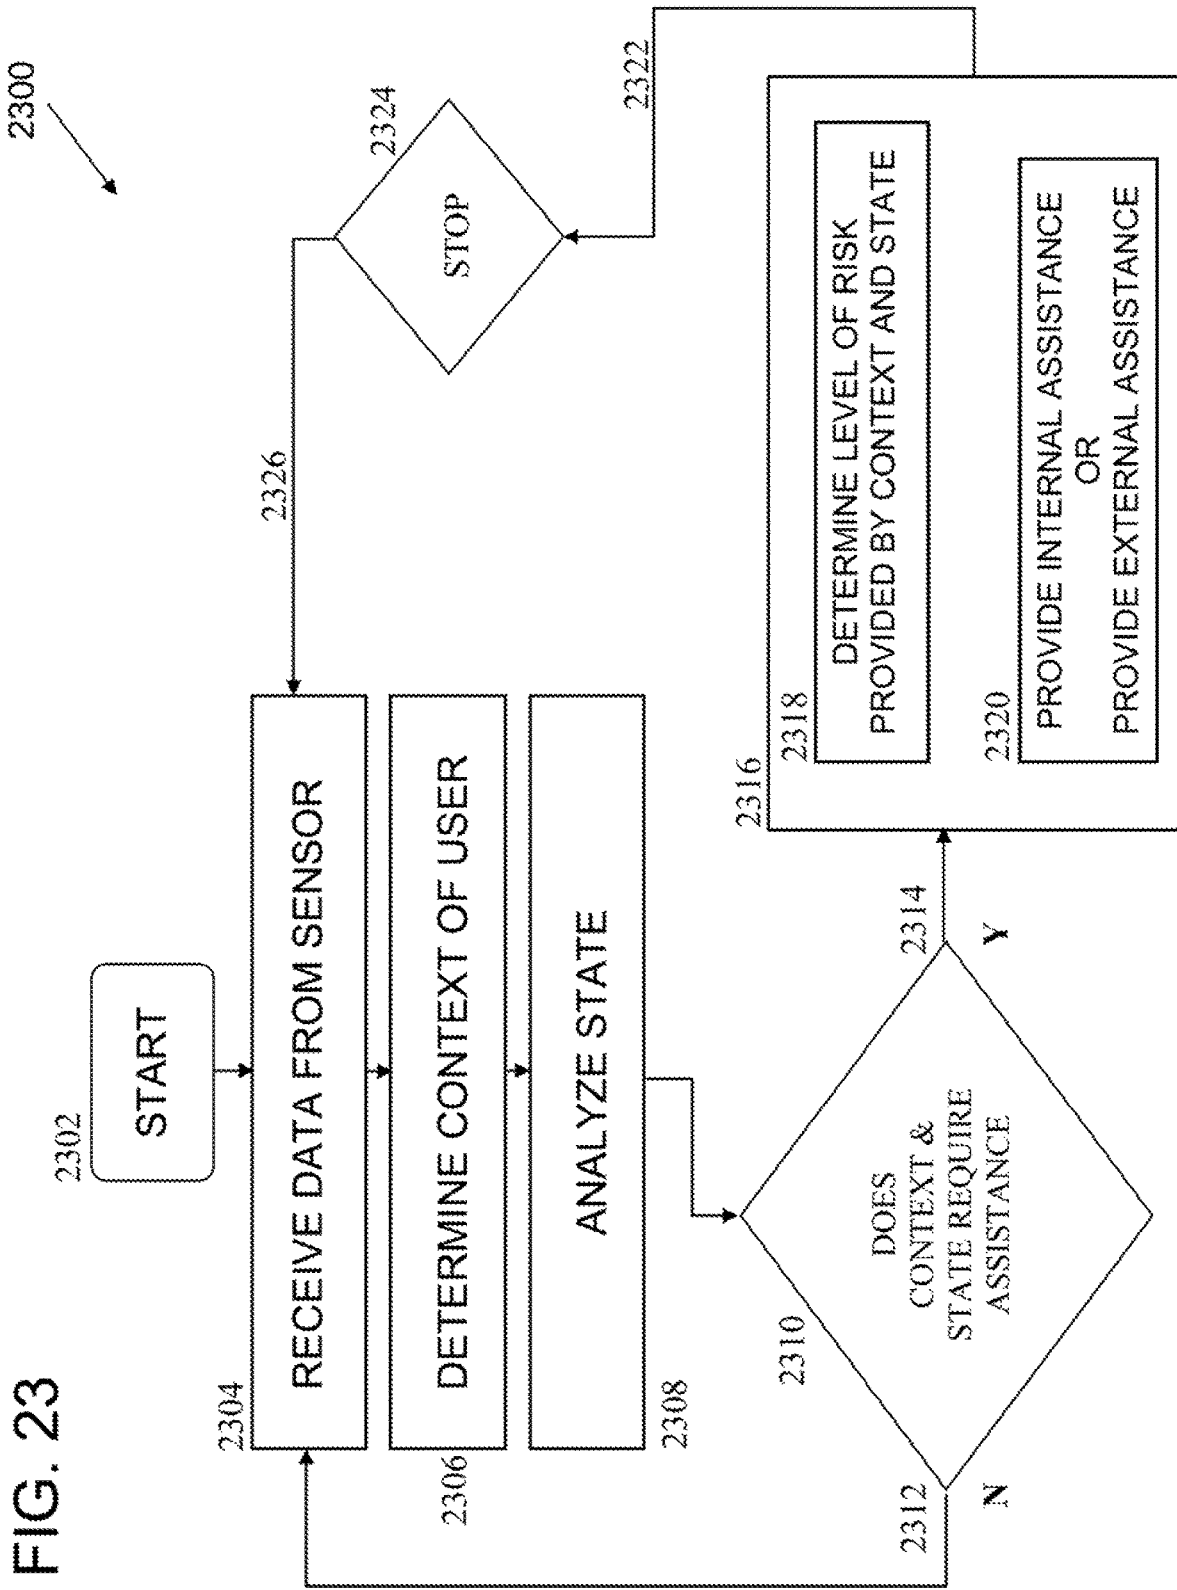 FIG. 23
2300
2302
START
2304
RECEIVE DATA FROM SENSOR
2306
DETERMINE CONTEXT OF USER
2308
ANALYZE STATE
2310
DOES
CONTEXT &
STATE REQUIRE
ASSISTANCE
2312
N
2314
Y
2316
2318
DETERMINE LEVEL OF RISK
PROVIDED BY CONTEXT AND STATE
2320
PROVIDE INTERNAL ASSISTANCE
OR
PROVIDE EXTERNAL ASSISTANCE
2322
2324
STOP
2326